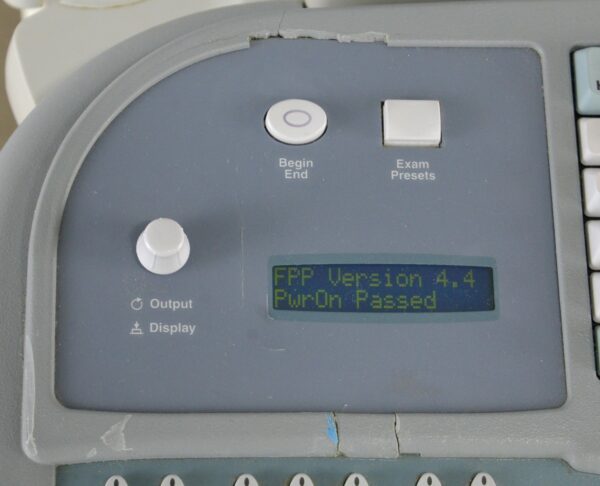 Begin
End
Exam
Presets
Output
Display
FPP Version 4.4
PwrOn Passed